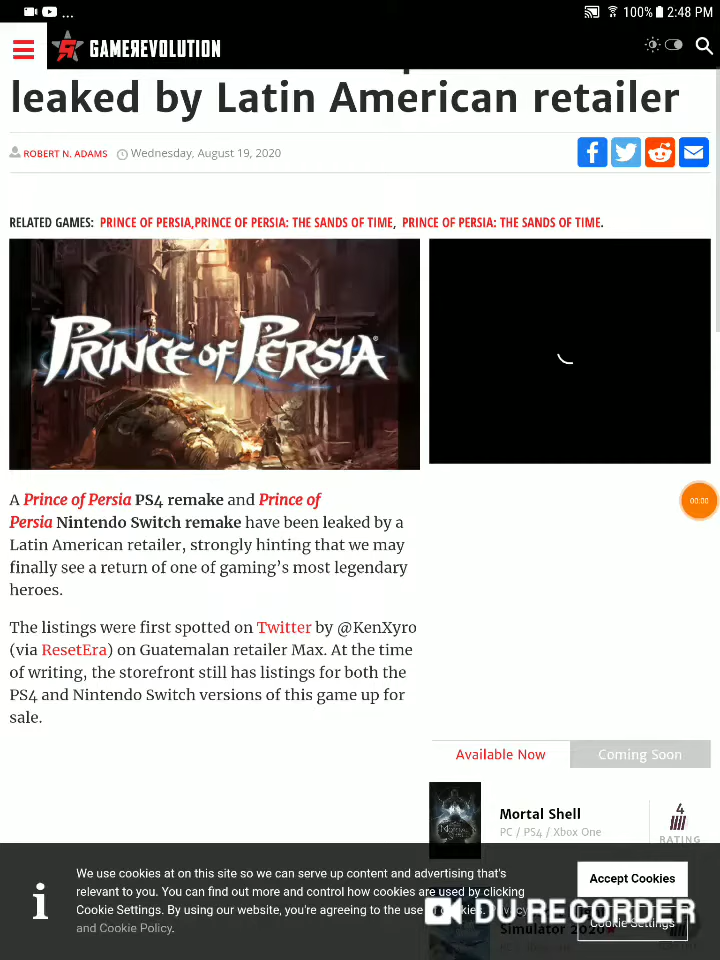 ...
100% 2:48 PM
GAMEREVOLUTION
leaked by Latin American retailer
ROBERT N. ADAMS Wednesday, August 19, 2020
RELATED GAMES: PRINCE OF PERSIA,PRINCE OF PERSIA: THE SANDS OF TIME, PRINCE OF PERSIA: THE SANDS OF TIME.
PRINCE OF PERSIA
A Prince of Persia PS4 remake and Prince of
Persia Nintendo Switch remake have been leaked by a
Latin American retailer, strongly hinting that we may
finally see a return of one of gaming's most legendary
heroes.
00:00
The listings were first spotted on Twitter by @KenXyro
(via ResetEra) on Guatemalan retailer Max. At the time
of writing, the storefront still has listings for both the
PS4 and Nintendo Switch versions of this game up for
sale.
Available Now Coming Soon
Mortal Shell
PC / PS4 / Xbox One
4
RATING
We use cookies at on this site so we can serve up content and advertising that's
relevant to you. You can find out more and control how cookies are used by clicking
Cookie Settings. By using our website, you're agreeing to the use
and Cookie Policy.
Accept Cookies
Cookie Settings
DU RECORDER
Simulator 2020